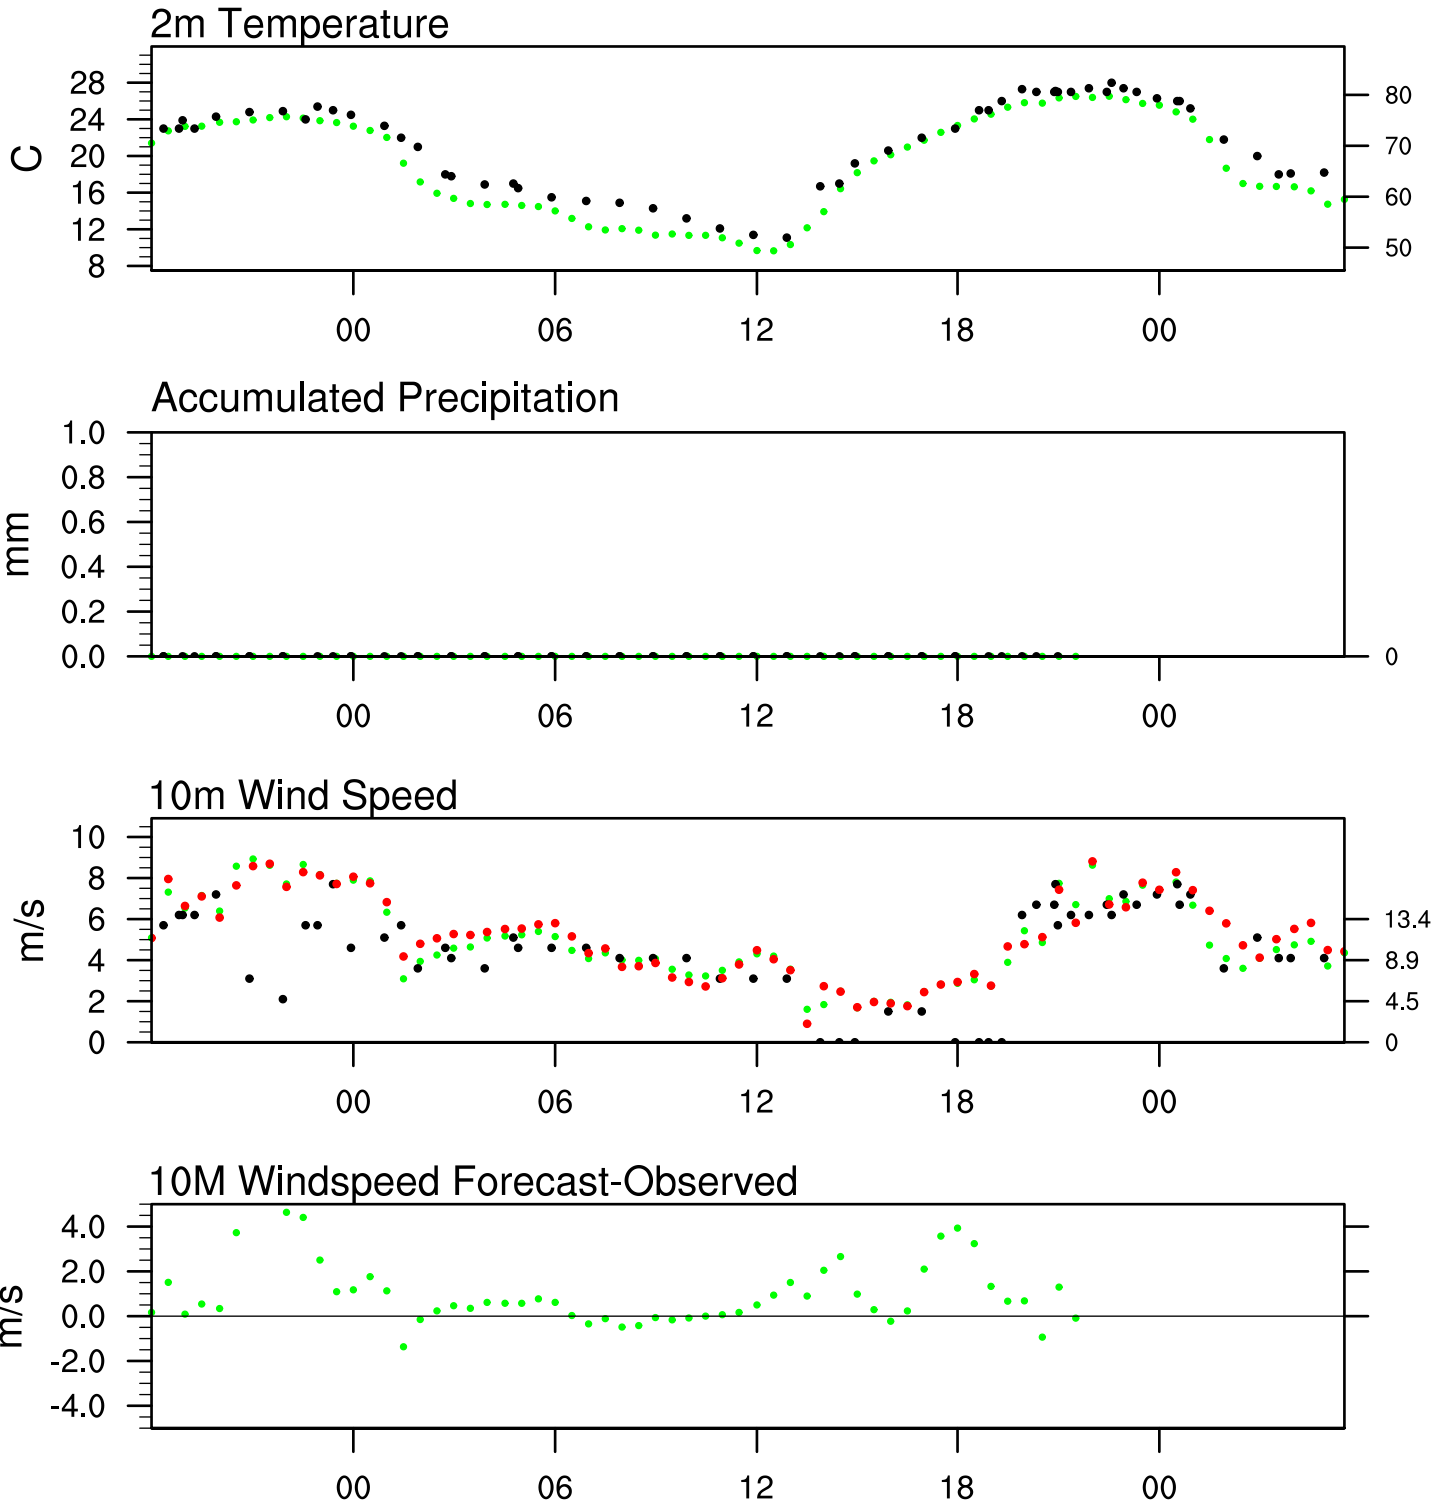 2m Temperature
28
24
20
16
12
8
C
80
70
60
50
00 06 12 18 00
Accumulated Precipitation
1.0
0.8
0.6
0.4
0.2
0.0
mm
0
00 06 12 18 00
10m Wind Speed
10
8
6
4
2
0
m/s
13.4
8.9
4.5
0
00 06 12 18 00
10M Windspeed Forecast-Observed
4.0
2.0
0.0
-2.0
-4.0
m/s
00 06 12 18 00